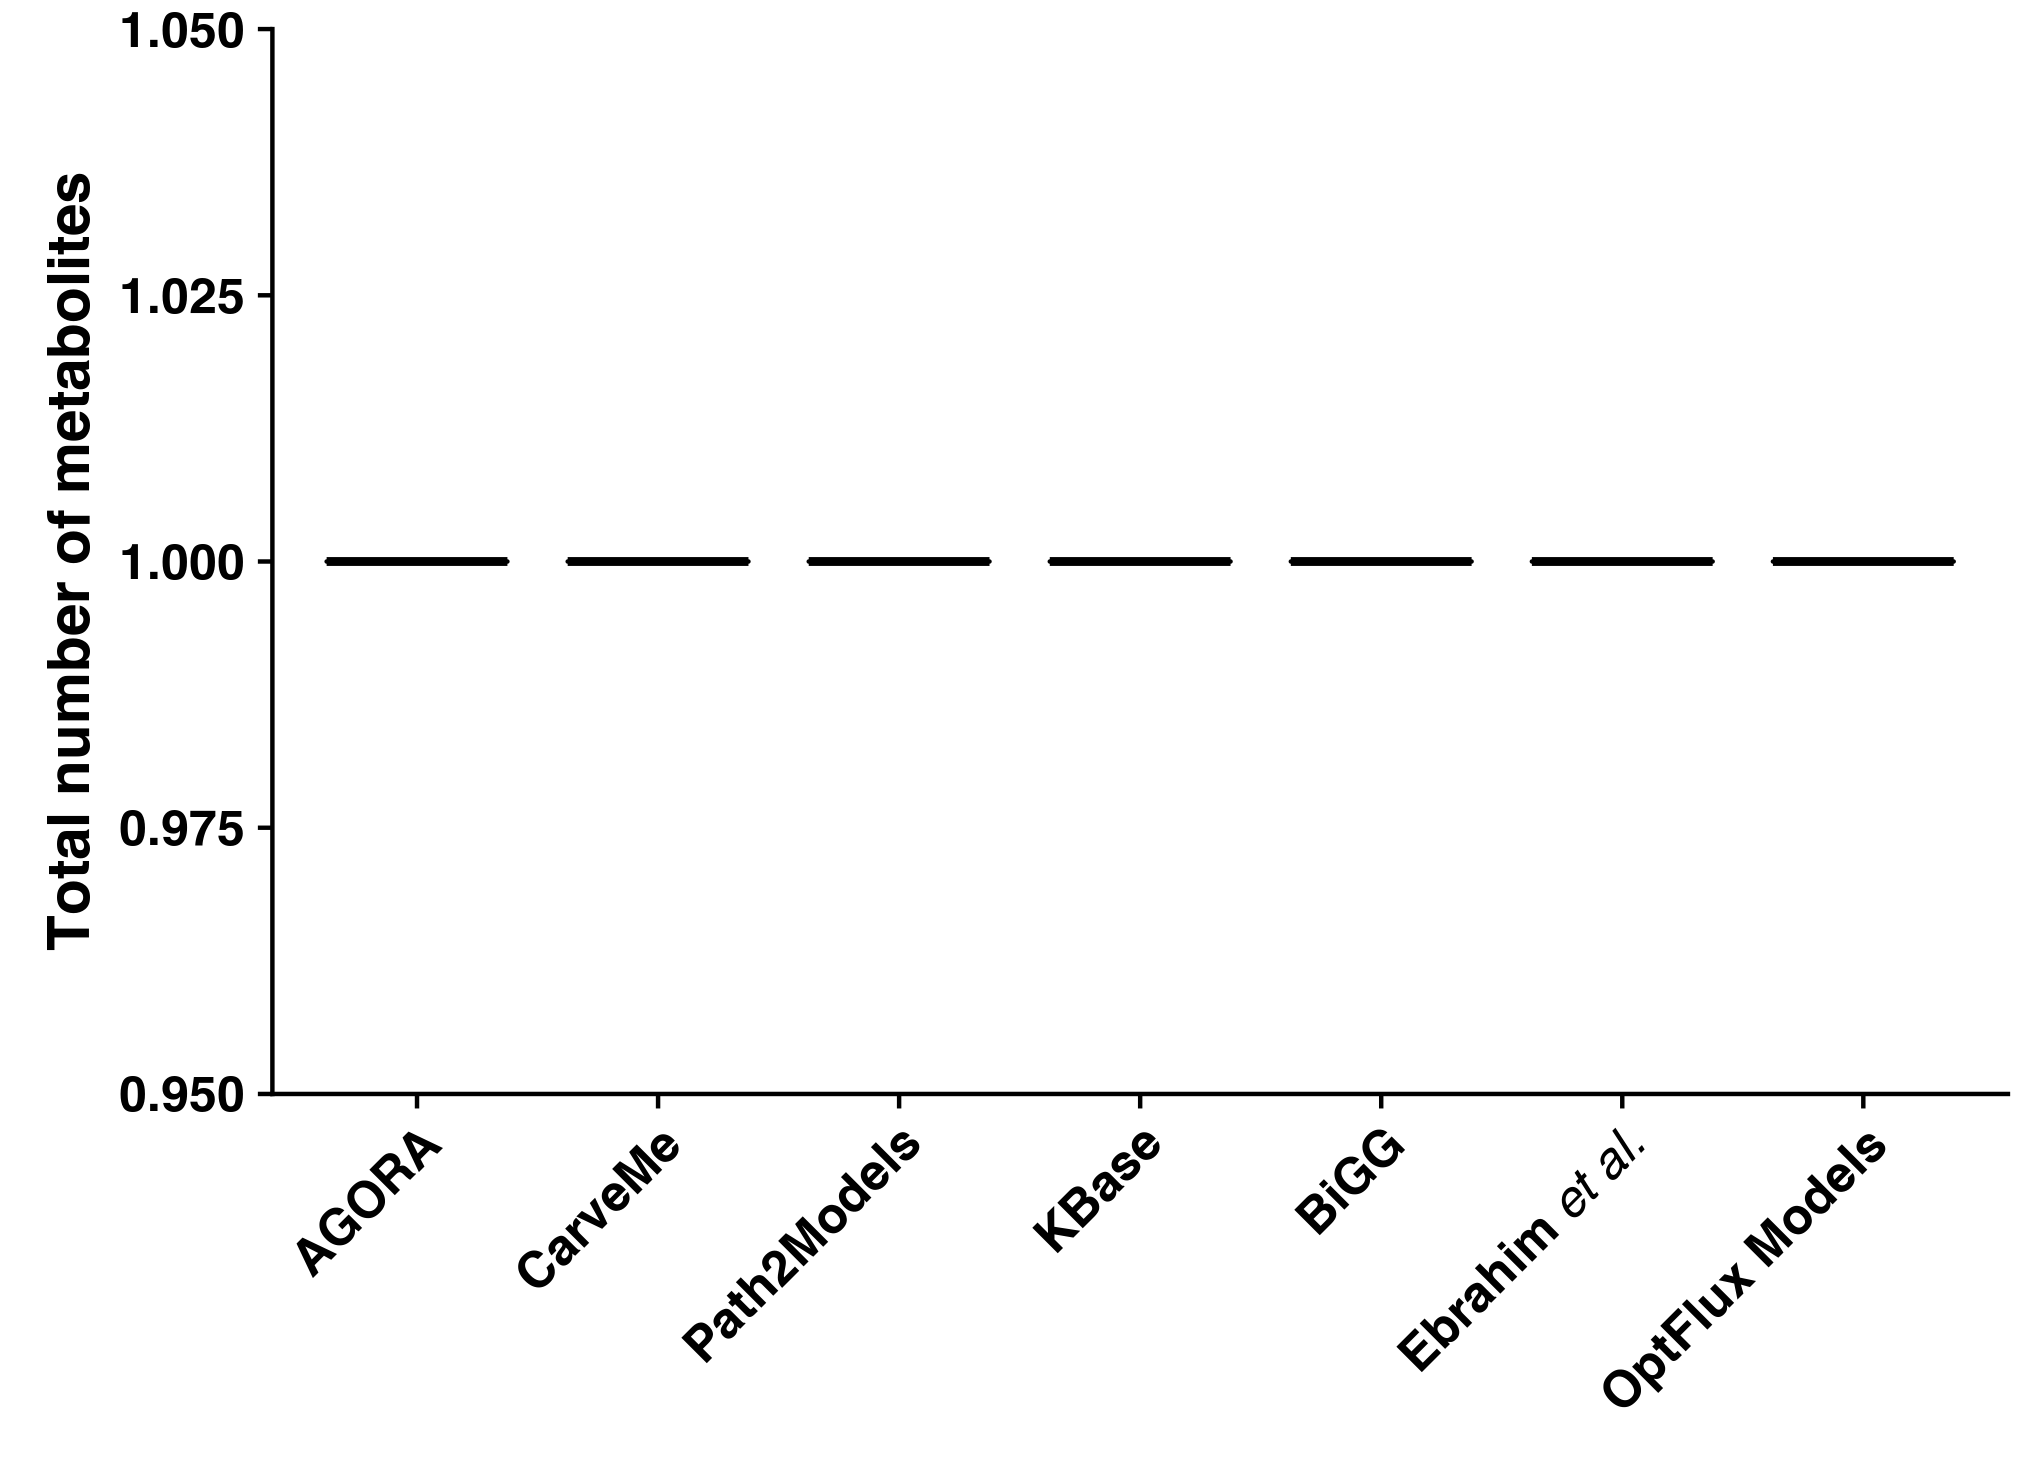 Total number of metabolites
1.050
1.025
1.000
0.975
0.950
AGORA
CarveMe
Path2Models
KBase
BiGG
Ebrahim et al.
OptFlux Models